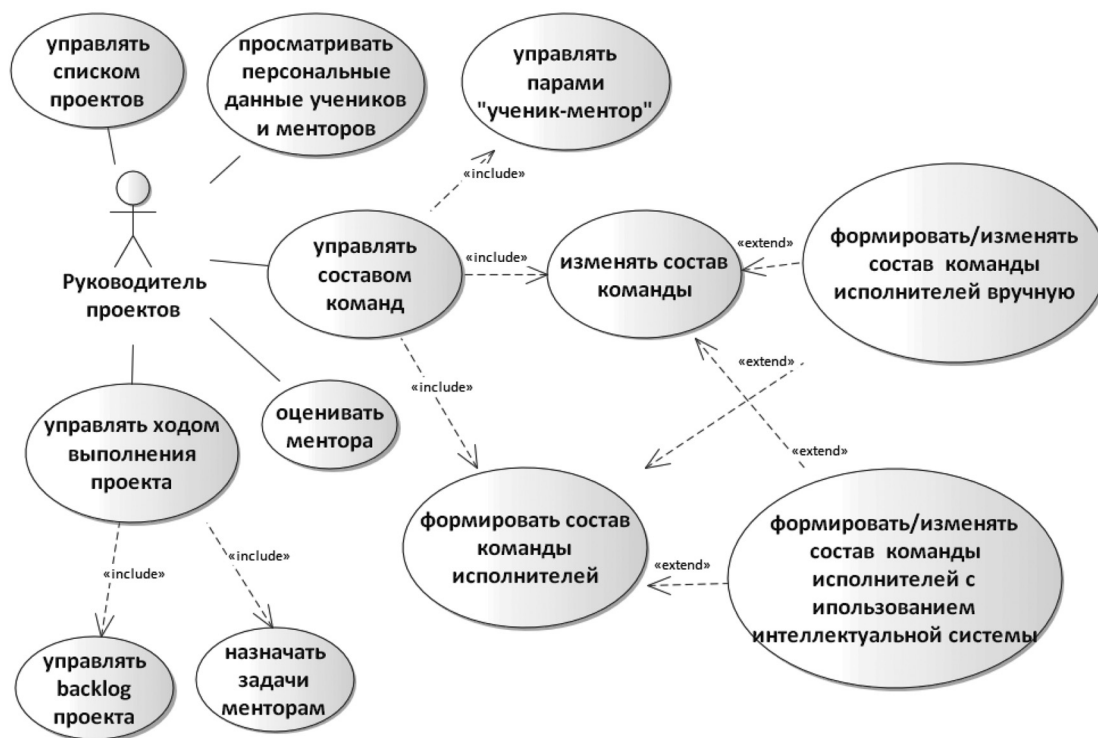 управлять
списком
проектов
просматривать
персональные
данные учеников
и менторов
управлять
парами
"ученик-ментор"
«include»
Руководитель
проектов
управлять
составом
команд
«include»
изменять состав
команды
«extend»
формировать/изменять
состав команды
исполнителей вручную
«include»
«extend»
управлять ходом
выполнения
проекта
оценивать
ментора
«extend»
формировать состав
команды
исполнителей
«extend»
формировать/изменять
состав команды
исполнителей с
ипользованием
интеллектуальной системы
«include»
«include»
управлять
backlog
проекта
назначать
задачи
менторам